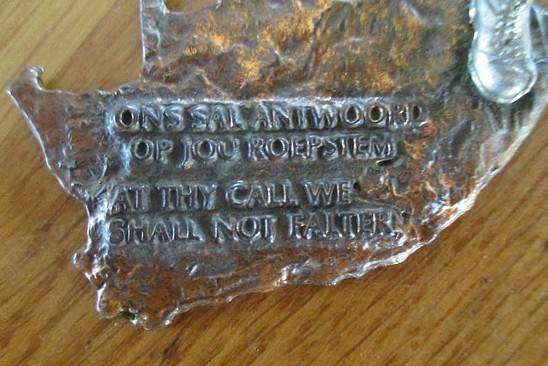 ONS SAL ANTWOORD
OP JOU ROEPSTEM
AT THY CALL WE
SHALL NOT FALTER,